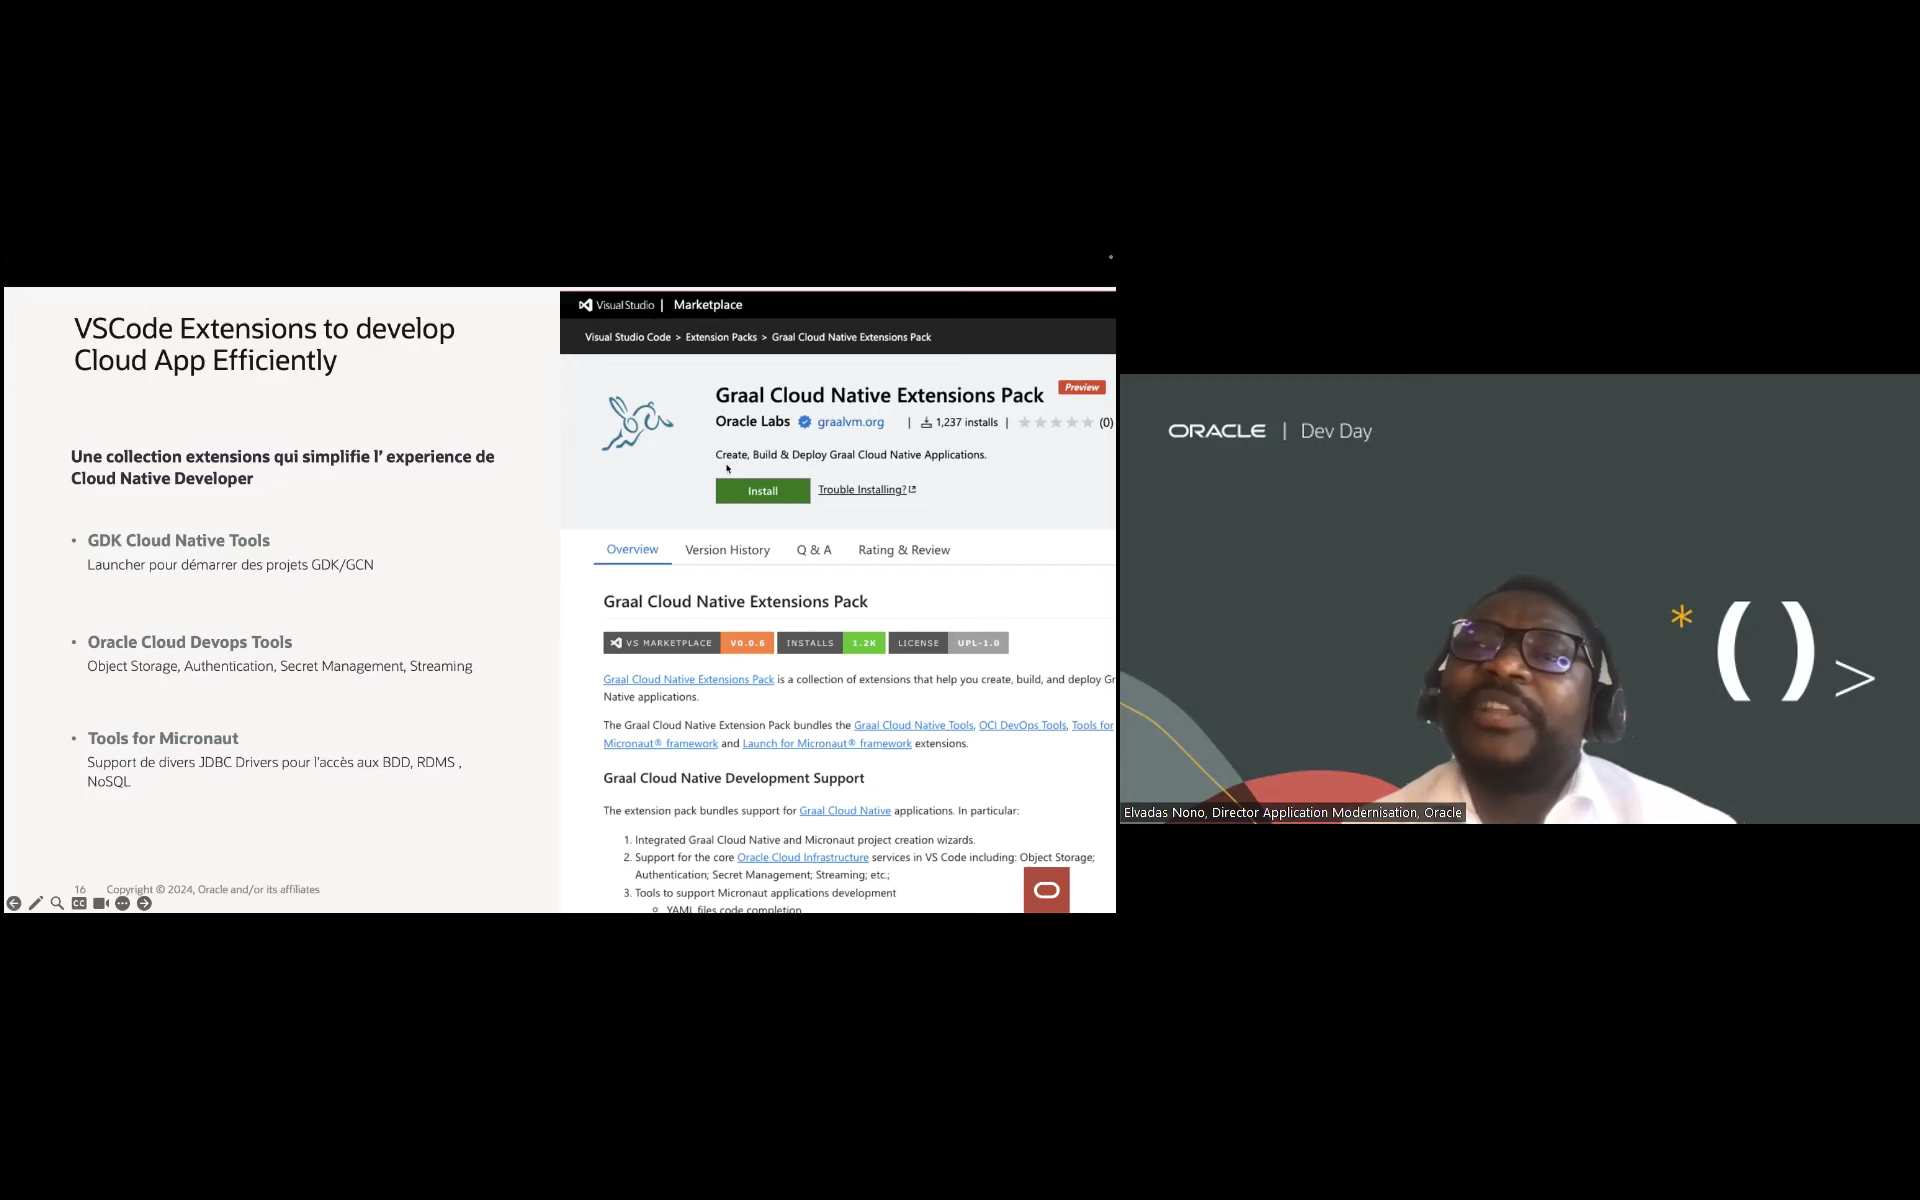 VSCode Extensions to develop
Cloud App Efficiently
Une collection extensions qui simplifie l’ experience de
Cloud Native Developer
• GDK Cloud Native Tools
Launcher pour démarrer des projets GDK/GCN
• Oracle Cloud Devops Tools
Object Storage, Authentication, Secret Management, Streaming
• Tools for Micronaut
Support de divers JDBC Drivers pour l’accès aux BDD, RDMS ,
NoSQL
16 Copyright © 2024, Oracle and/or its affiliates
CC
Visual Studio | Marketplace
Visual Studio Code > Extension Packs > Graal Cloud Native Extensions Pack
Graal Cloud Native Extensions Pack Preview
Oracle Labs graalvm.org | 1,237 installs | (0)
Create, Build & Deploy Graal Cloud Native Applications.
Install Trouble Installing?
Overview Version History Q & A Rating & Review
Graal Cloud Native Extensions Pack
VS MARKETPLACE V0.0.6 INSTALLS 1.2K LICENSE UPL-1.0
Graal Cloud Native Extensions Pack is a collection of extensions that help you create, build, and deploy Gr
Native applications.
The Graal Cloud Native Extension Pack bundles the Graal Cloud Native Tools, OCI DevOps Tools, Tools for
Micronaut® framework and Launch for Micronaut® framework extensions.
Graal Cloud Native Development Support
The extension pack bundles support for Graal Cloud Native applications. In particular:
1. Integrated Graal Cloud Native and Micronaut project creation wizards.
2. Support for the core Oracle Cloud Infrastructure services in VS Code including: Object Storage;
Authentication; Secret Management; Streaming; etc.;
3. Tools to support Micronaut applications development
YAML files code completion
ORACLE | Dev Day
* ( ) >
Elvadas Nono, Director Application Modernisation, Oracle